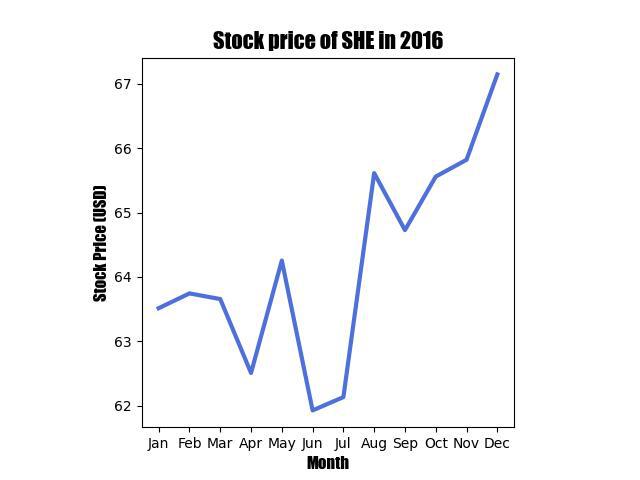 Stock price of SHE in 2016
Stock Price (USD)
67
66
65
64
63
62
Jan Feb Mar Apr May Jun Jul Aug Sep Oct Nov Dec
Month